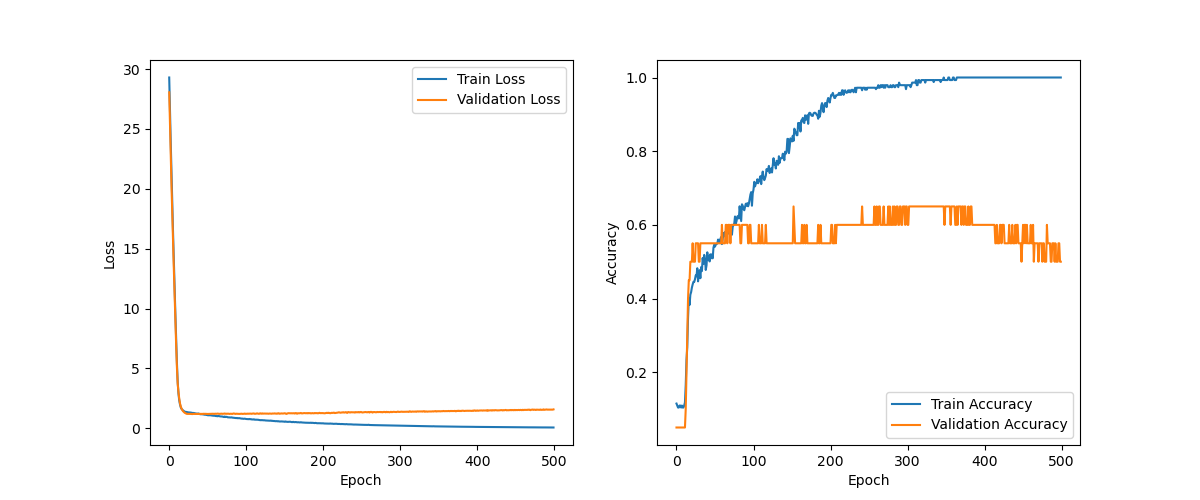 30
25
20
15
10
5
0
Loss
0 100 200 300 400 500
Epoch
Train Loss
Validation Loss
1.0
0.8
0.6
0.4
0.2
Accuracy
0 100 200 300 400 500
Epoch
Train Accuracy
Validation Accuracy